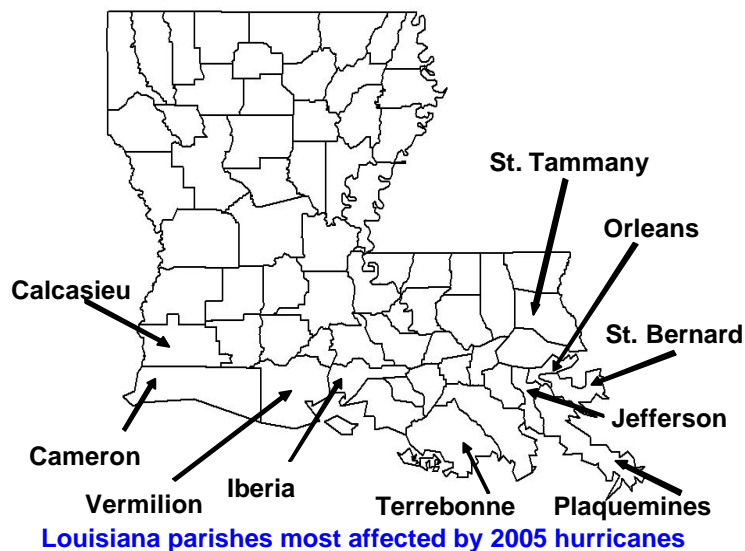 St. Tammany
Orleans
Calcasieu
St. Bernard
Jefferson
Cameron
Iberia
Vermilion
Terrebonne
Plaquemines
Louisiana parishes most affected by 2005 hurricanes